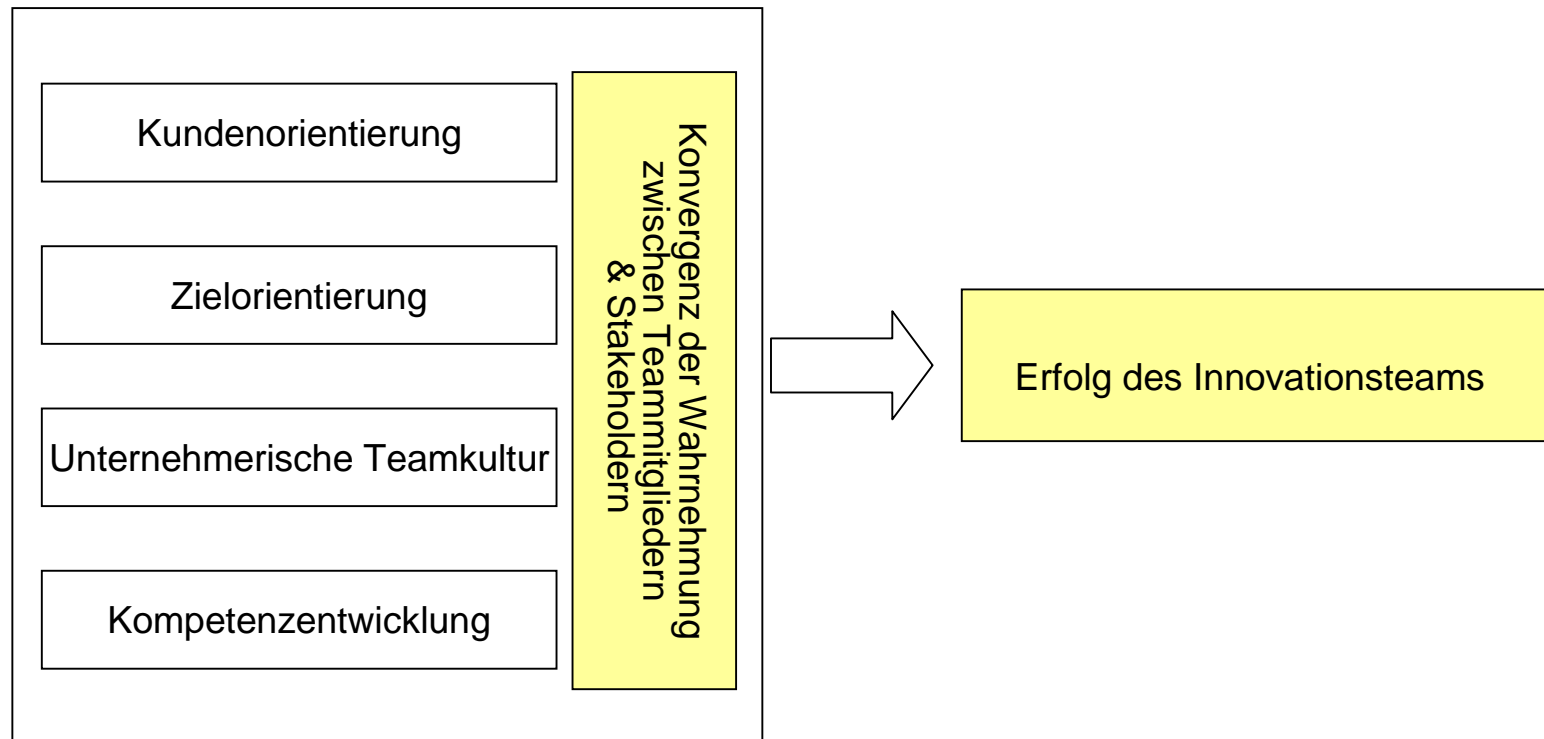 Kundenorientierung
Zielorientierung
Unternehmerische Teamkultur
Kompetenzentwicklung
Konvergenz der Wahrnehmung
zwischen Teammitgliedern
& Stakeholdern
Erfolg des Innovationsteams